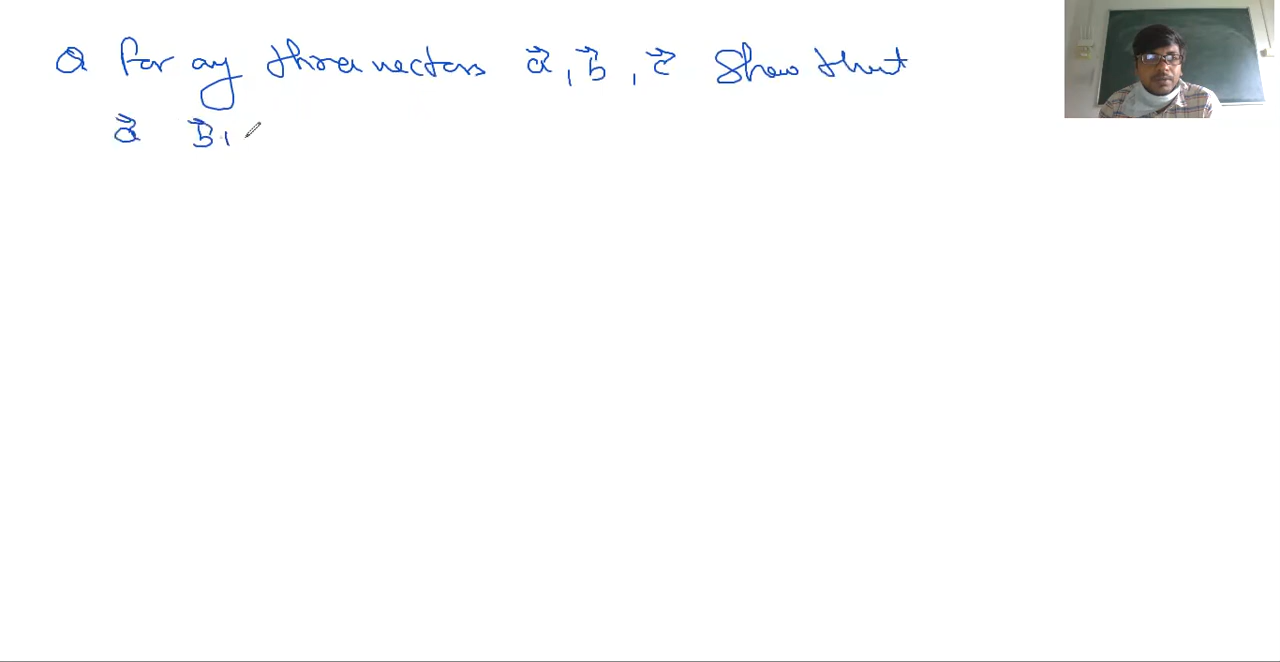 Q For any three vectors a⃗, b⃗, c⃗ Show that
a⃗ b⃗,